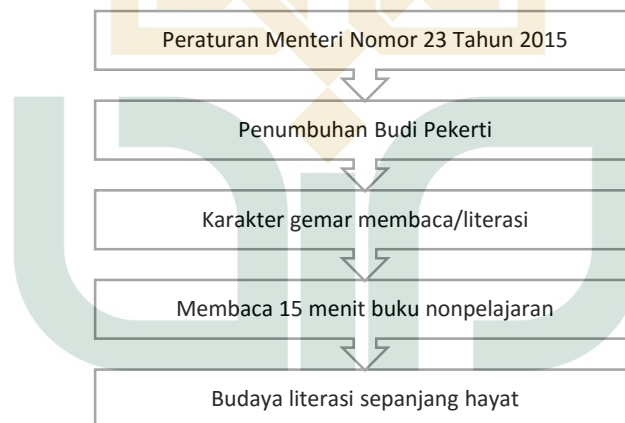 Peraturan Menteri Nomor 23 Tahun 2015
Penumbuhan Budi Pekerti
Karakter gemar membaca/literasi
Membaca 15 menit buku nonpelajaran
Budaya literasi sepanjang hayat